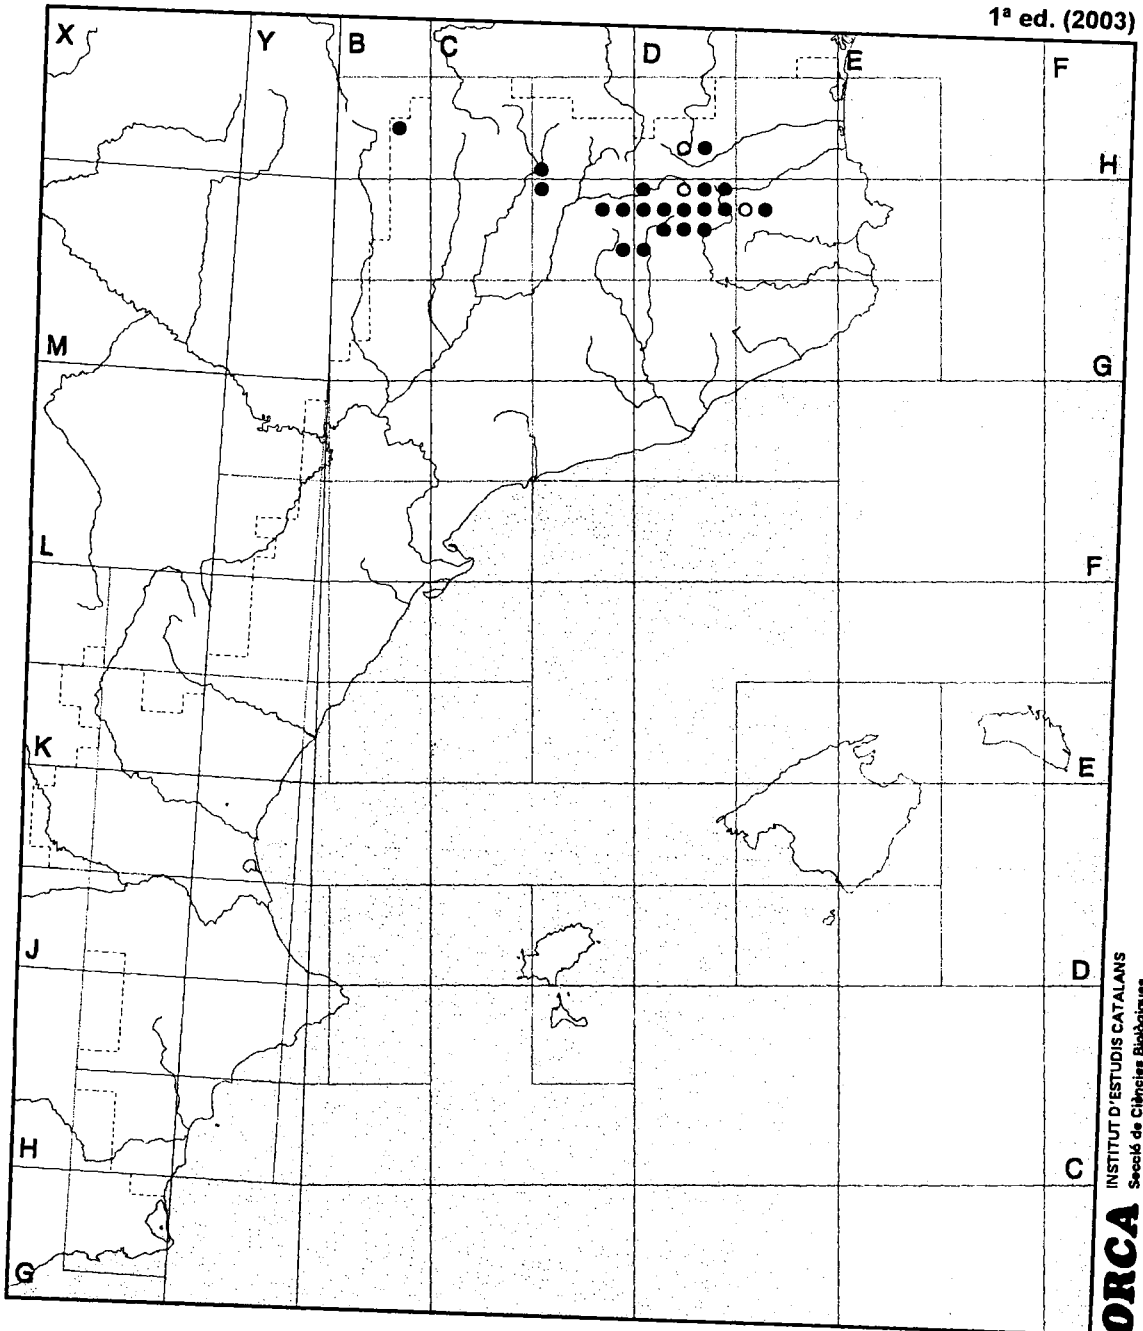 1ª ed. (2003)
X
Y
B
C
D
E
F
H
M
G
L
F
K
E
J
D
H
C
G
INSTITUT D'ESTUDIS CATALANS
Secció de Ciències Biològiques
ORCA